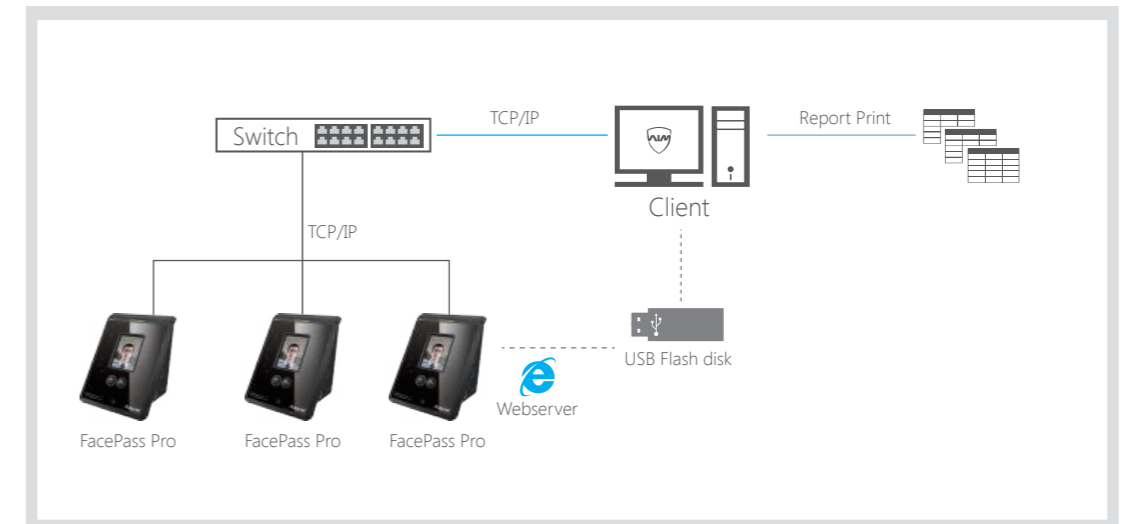 TCP/IP
Report Print
Switch
Client
TCP/IP
USB Flash disk
Webserver
FacePass Pro
FacePass Pro
FacePass Pro